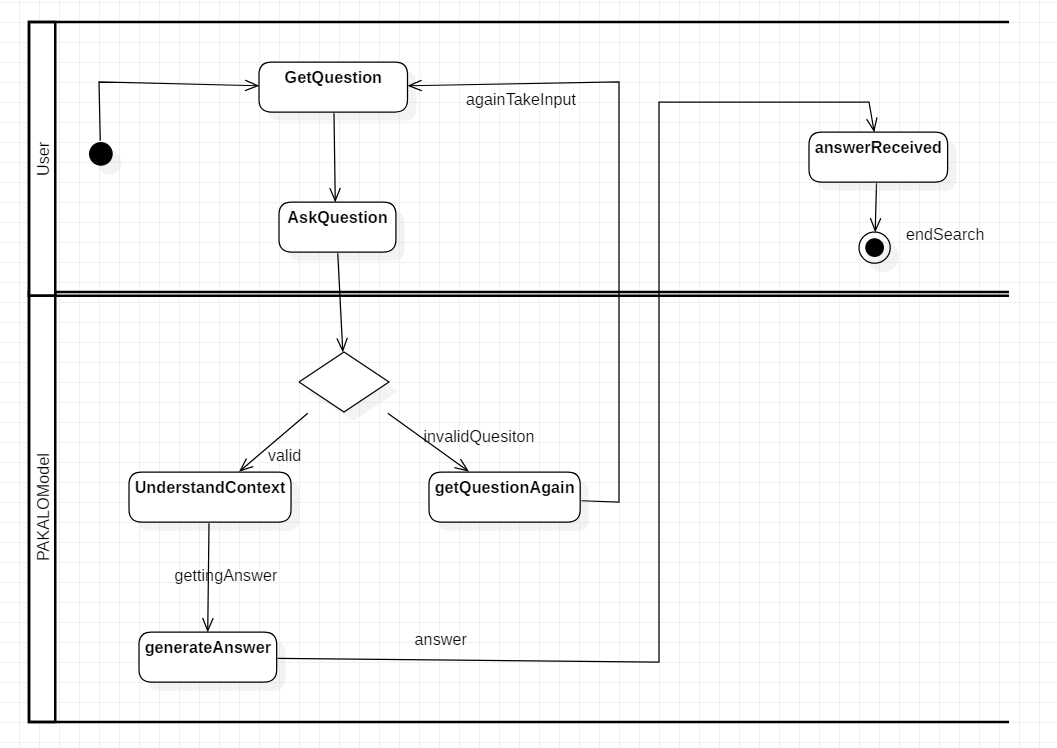 User
GetQuestion
againTakeInput
answerReceived
AskQuestion
endSearch
PAKALOModel
invalidQuesiton
valid
UnderstandContext
getQuestionAgain
gettingAnswer
generateAnswer
answer